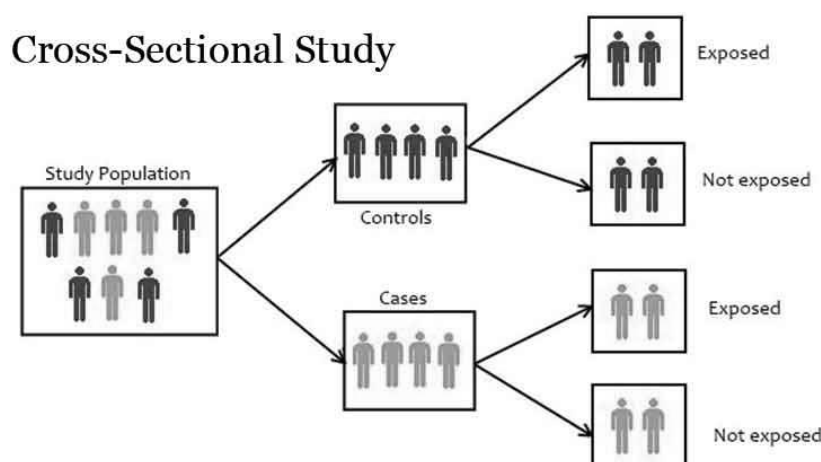 Cross-Sectional Study
Study Population
Controls
Cases
Exposed
Not exposed
Exposed
Not exposed